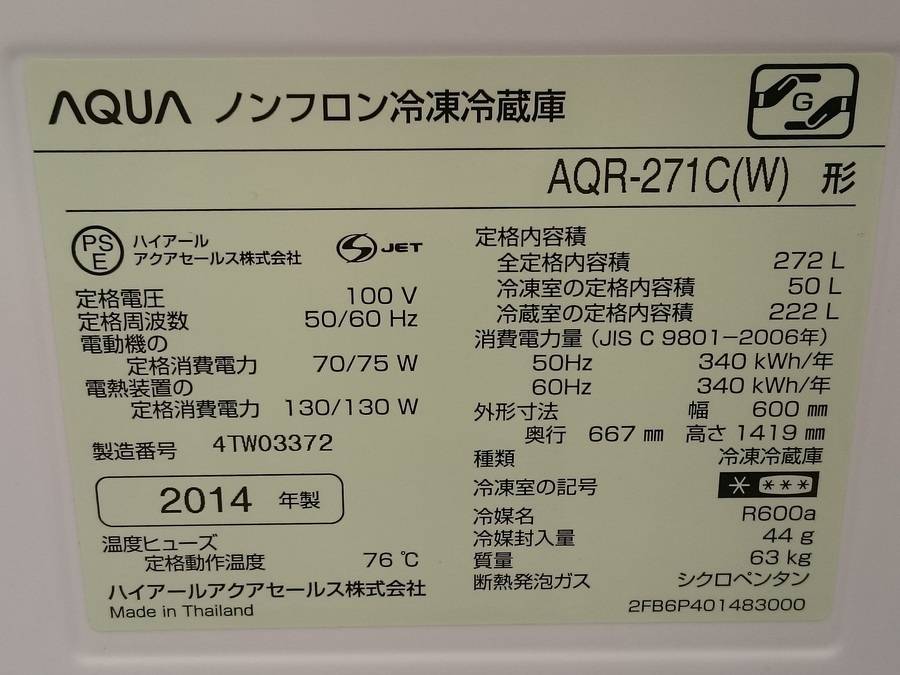 AQUA ノンフロン冷凍冷蔵庫
G
AQR-271C(W) 形
PS
E
ハイアール
アクアセールス株式会社
S JET
定格電圧 100 V
定格周波数 50/60 Hz
電動機の
定格消費電力 70/75 W
電熱装置の
定格消費電力 130/130 W
製造番号 4TW03372
2014 年製
温度ヒューズ
定格動作温度 76 ℃
ハイアールアクアセールス株式会社
Made in Thailand
定格内容積
全定格内容積 272 L
冷凍室の定格内容積 50 L
冷蔵室の定格内容積 222 L
消費電力量 (JIS C 9801−2006年)
50Hz 340 kWh/年
60Hz 340 kWh/年
外形寸法 幅 600 ㎜
奥行 667 ㎜ 高さ 1419 ㎜
種類 冷凍冷蔵庫
冷凍室の記号 * ***
冷媒名 R600a
冷媒封入量 44 g
質量 63 kg
断熱発泡ガス シクロペンタン
2FB6P401483000